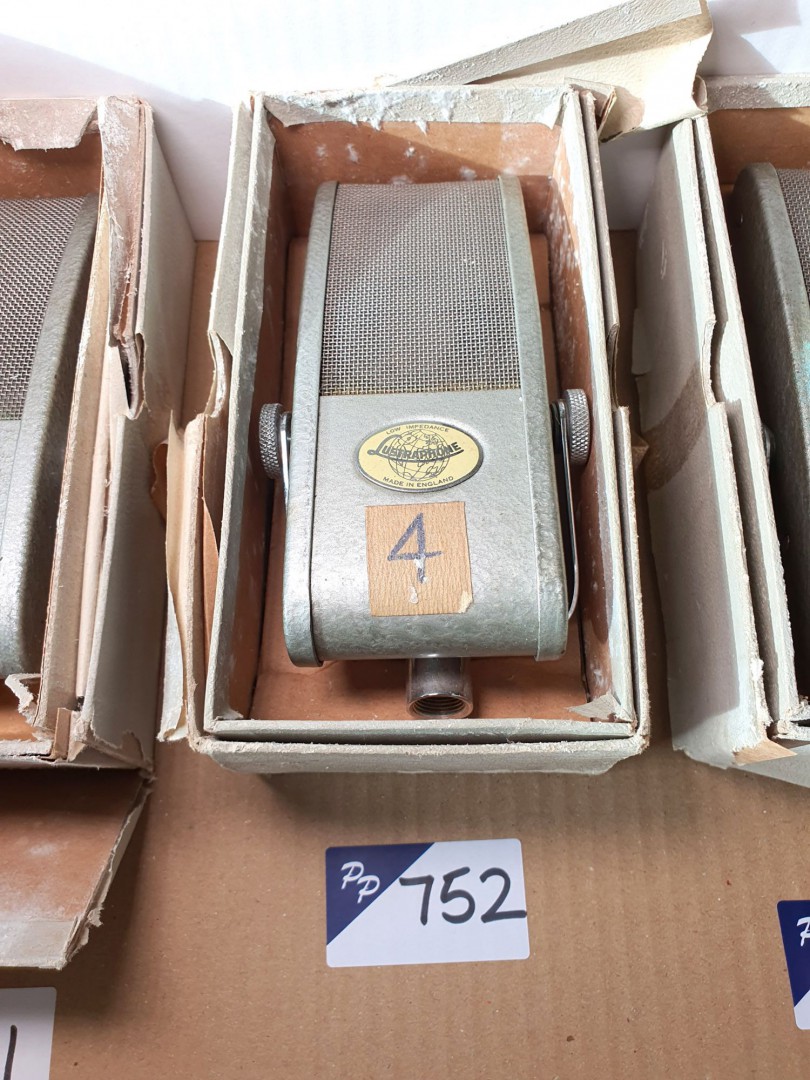 LOW IMPEDANCE
LUSTRAPHONE
MADE IN ENGLAND
4
PP 752